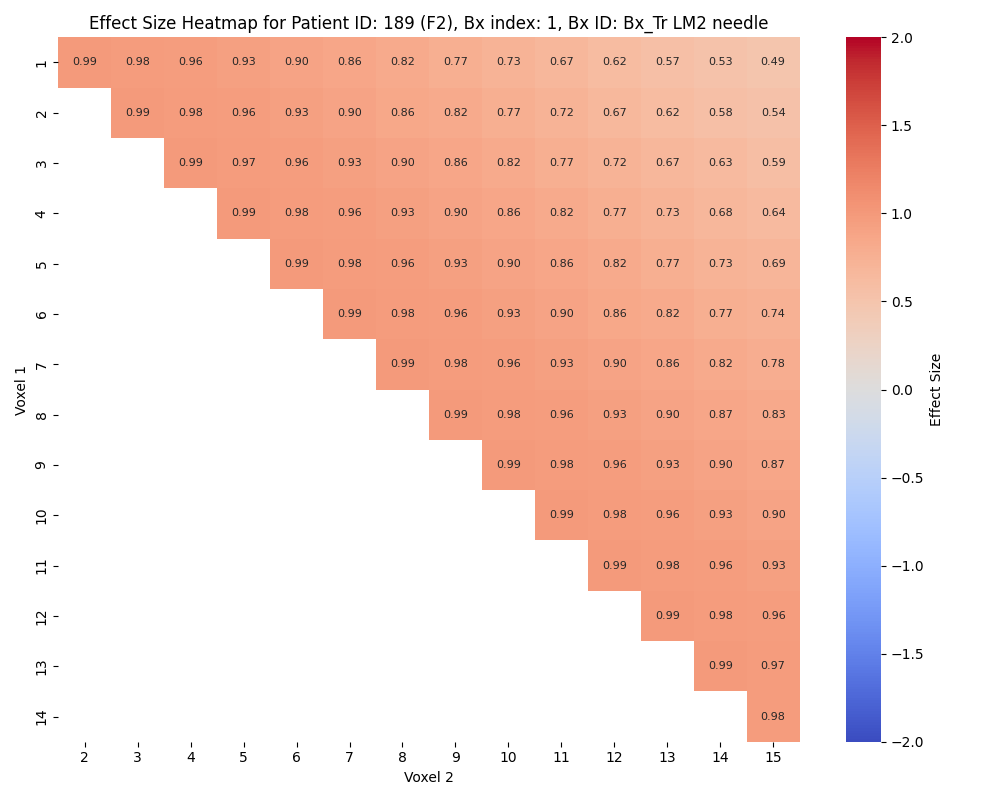 Effect Size Heatmap for Patient ID: 189 (F2), Bx index: 1, Bx ID: Bx_Tr LM2 needle
1 0.99 0.98 0.96 0.93 0.90 0.86 0.82 0.77 0.73 0.67 0.62 0.57 0.53 0.49
2 0.99 0.98 0.96 0.93 0.90 0.86 0.82 0.77 0.72 0.67 0.62 0.58 0.54
3 0.99 0.97 0.96 0.93 0.90 0.86 0.82 0.77 0.72 0.67 0.63 0.59
4 0.99 0.98 0.96 0.93 0.90 0.86 0.82 0.77 0.73 0.68 0.64
5 0.99 0.98 0.96 0.93 0.90 0.86 0.82 0.77 0.73 0.69
6 0.99 0.98 0.96 0.93 0.90 0.86 0.82 0.77 0.74
7 0.99 0.98 0.96 0.93 0.90 0.86 0.82 0.78
8 0.99 0.98 0.96 0.93 0.90 0.87 0.83
9 0.99 0.98 0.96 0.93 0.90 0.87
10 0.99 0.98 0.96 0.93 0.90
11 0.99 0.98 0.96 0.93
12 0.99 0.98 0.96
13 0.99 0.97
14 0.98
Voxel 1
2 3 4 5 6 7 8 9 10 11 12 13 14 15
Voxel 2
2.0
1.5
1.0
0.5
0.0
−0.5
−1.0
−1.5
−2.0
Effect Size